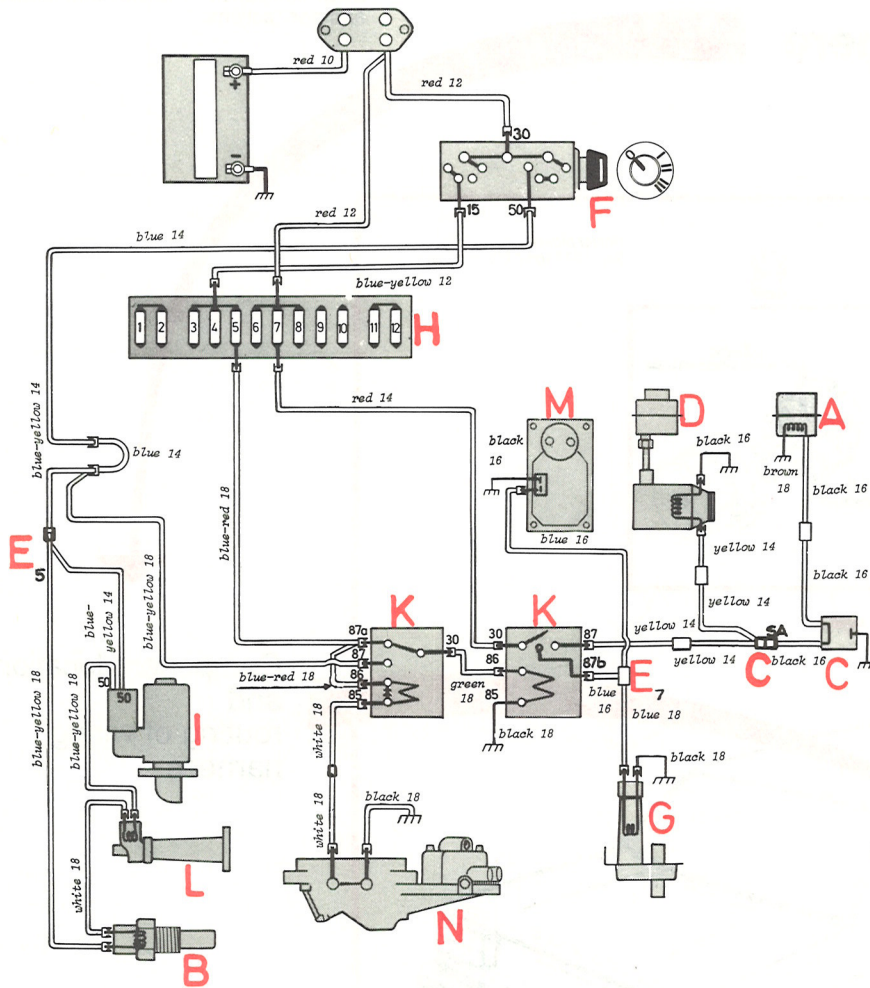 red 10
red 12
+
-
30
F
15
50
red 12
blue 14
blue-yellow 12
1 2 3 4 5 6 7 8 9 10 11 12
H
red 14
blue-yellow 14
blue 14
M
D
A
black 16
black 16
brown 18
black 16
blue 16
yellow 14
black 16
blue-red 18
E
5
blue-yellow 14
blue-yellow 18
K
K
87a
87
86
85
30
30
86
85
87
87b
yellow 14
yellow 14
yellow 14
5A
C
C
black 16
green 18
blue-red 18
black 18
blue 16
E
7
blue 18
50
50
I
blue-yellow 18
blue-yellow 18
white 18
white 18
black 18
black 18
G
white 18
L
N
B